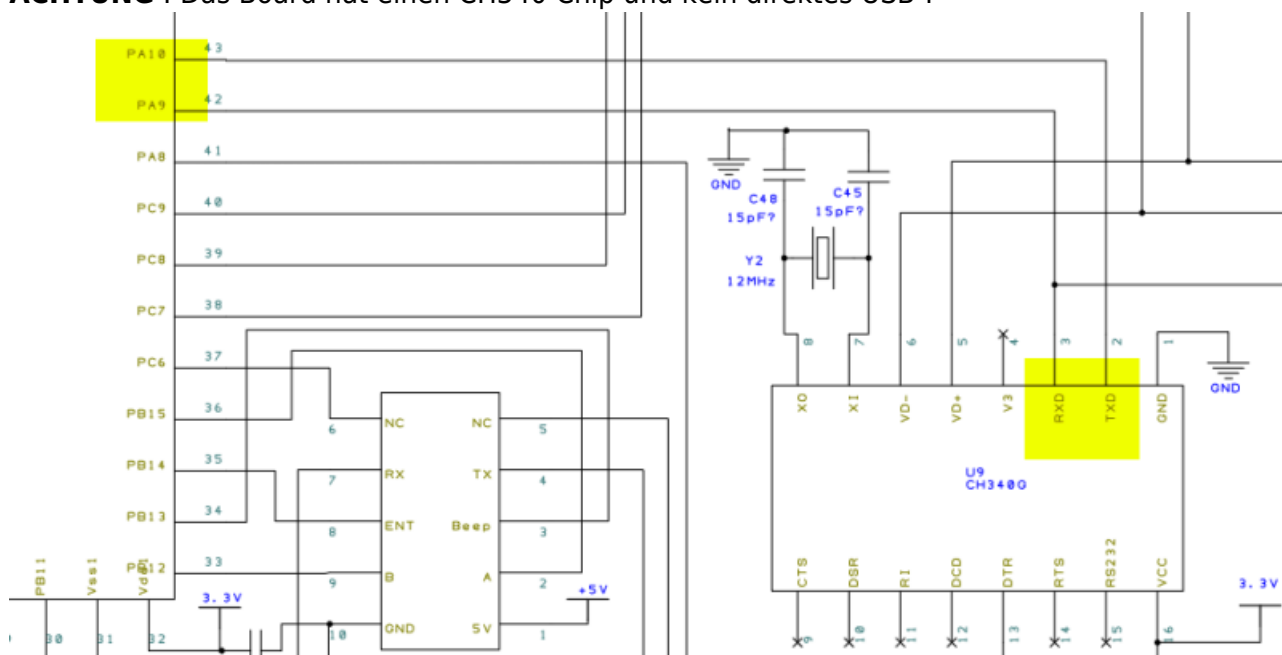 ACHTUNG : Das Board hat einen CH340 Chip und kein direktes USB !
PA10 43
PA9 42
PA8 41
PC9 40
PC8 39
PC7 38
PC6 37
PB15 36
PB14 35
PB13 34
PB12 33
PB11
Vss1
30
31
32
3.3V
NC NC
RX TX
ENT Beep
B A
GND 5V
6 5
7 4
8 3
9 2
10 1
+5V
GND
C48
15pF?
C45
15pF?
Y2
12MHz
8 7 6 5 4 3 2 1
GND
XO XI VD- VD+ V3 RXD TXD GND
U9
CH340G
CTS DSR RI DCD DTR RTS RS232 VCC
9 10 11 12 13 14 15 16
3.3V